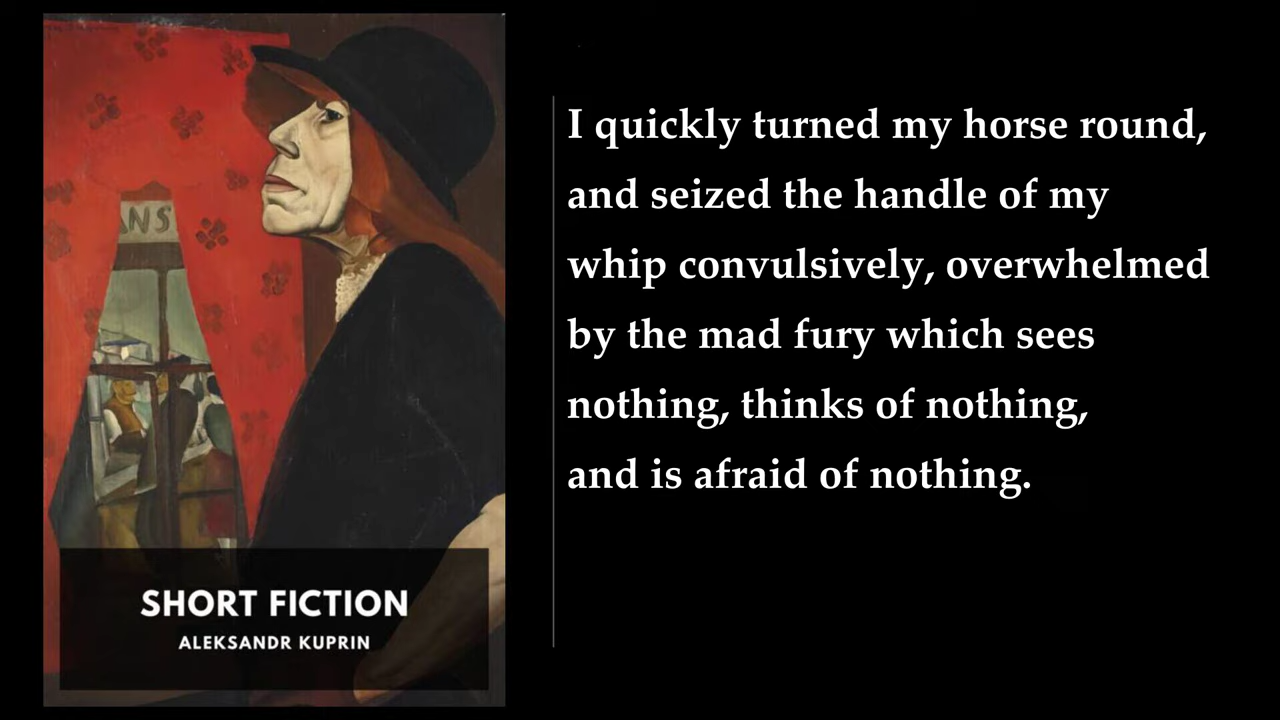 ANS
SHORT FICTION
ALEKSANDR KUPRIN
I quickly turned my horse round,
and seized the handle of my
whip convulsively, overwhelmed
by the mad fury which sees
nothing, thinks of nothing,
and is afraid of nothing.